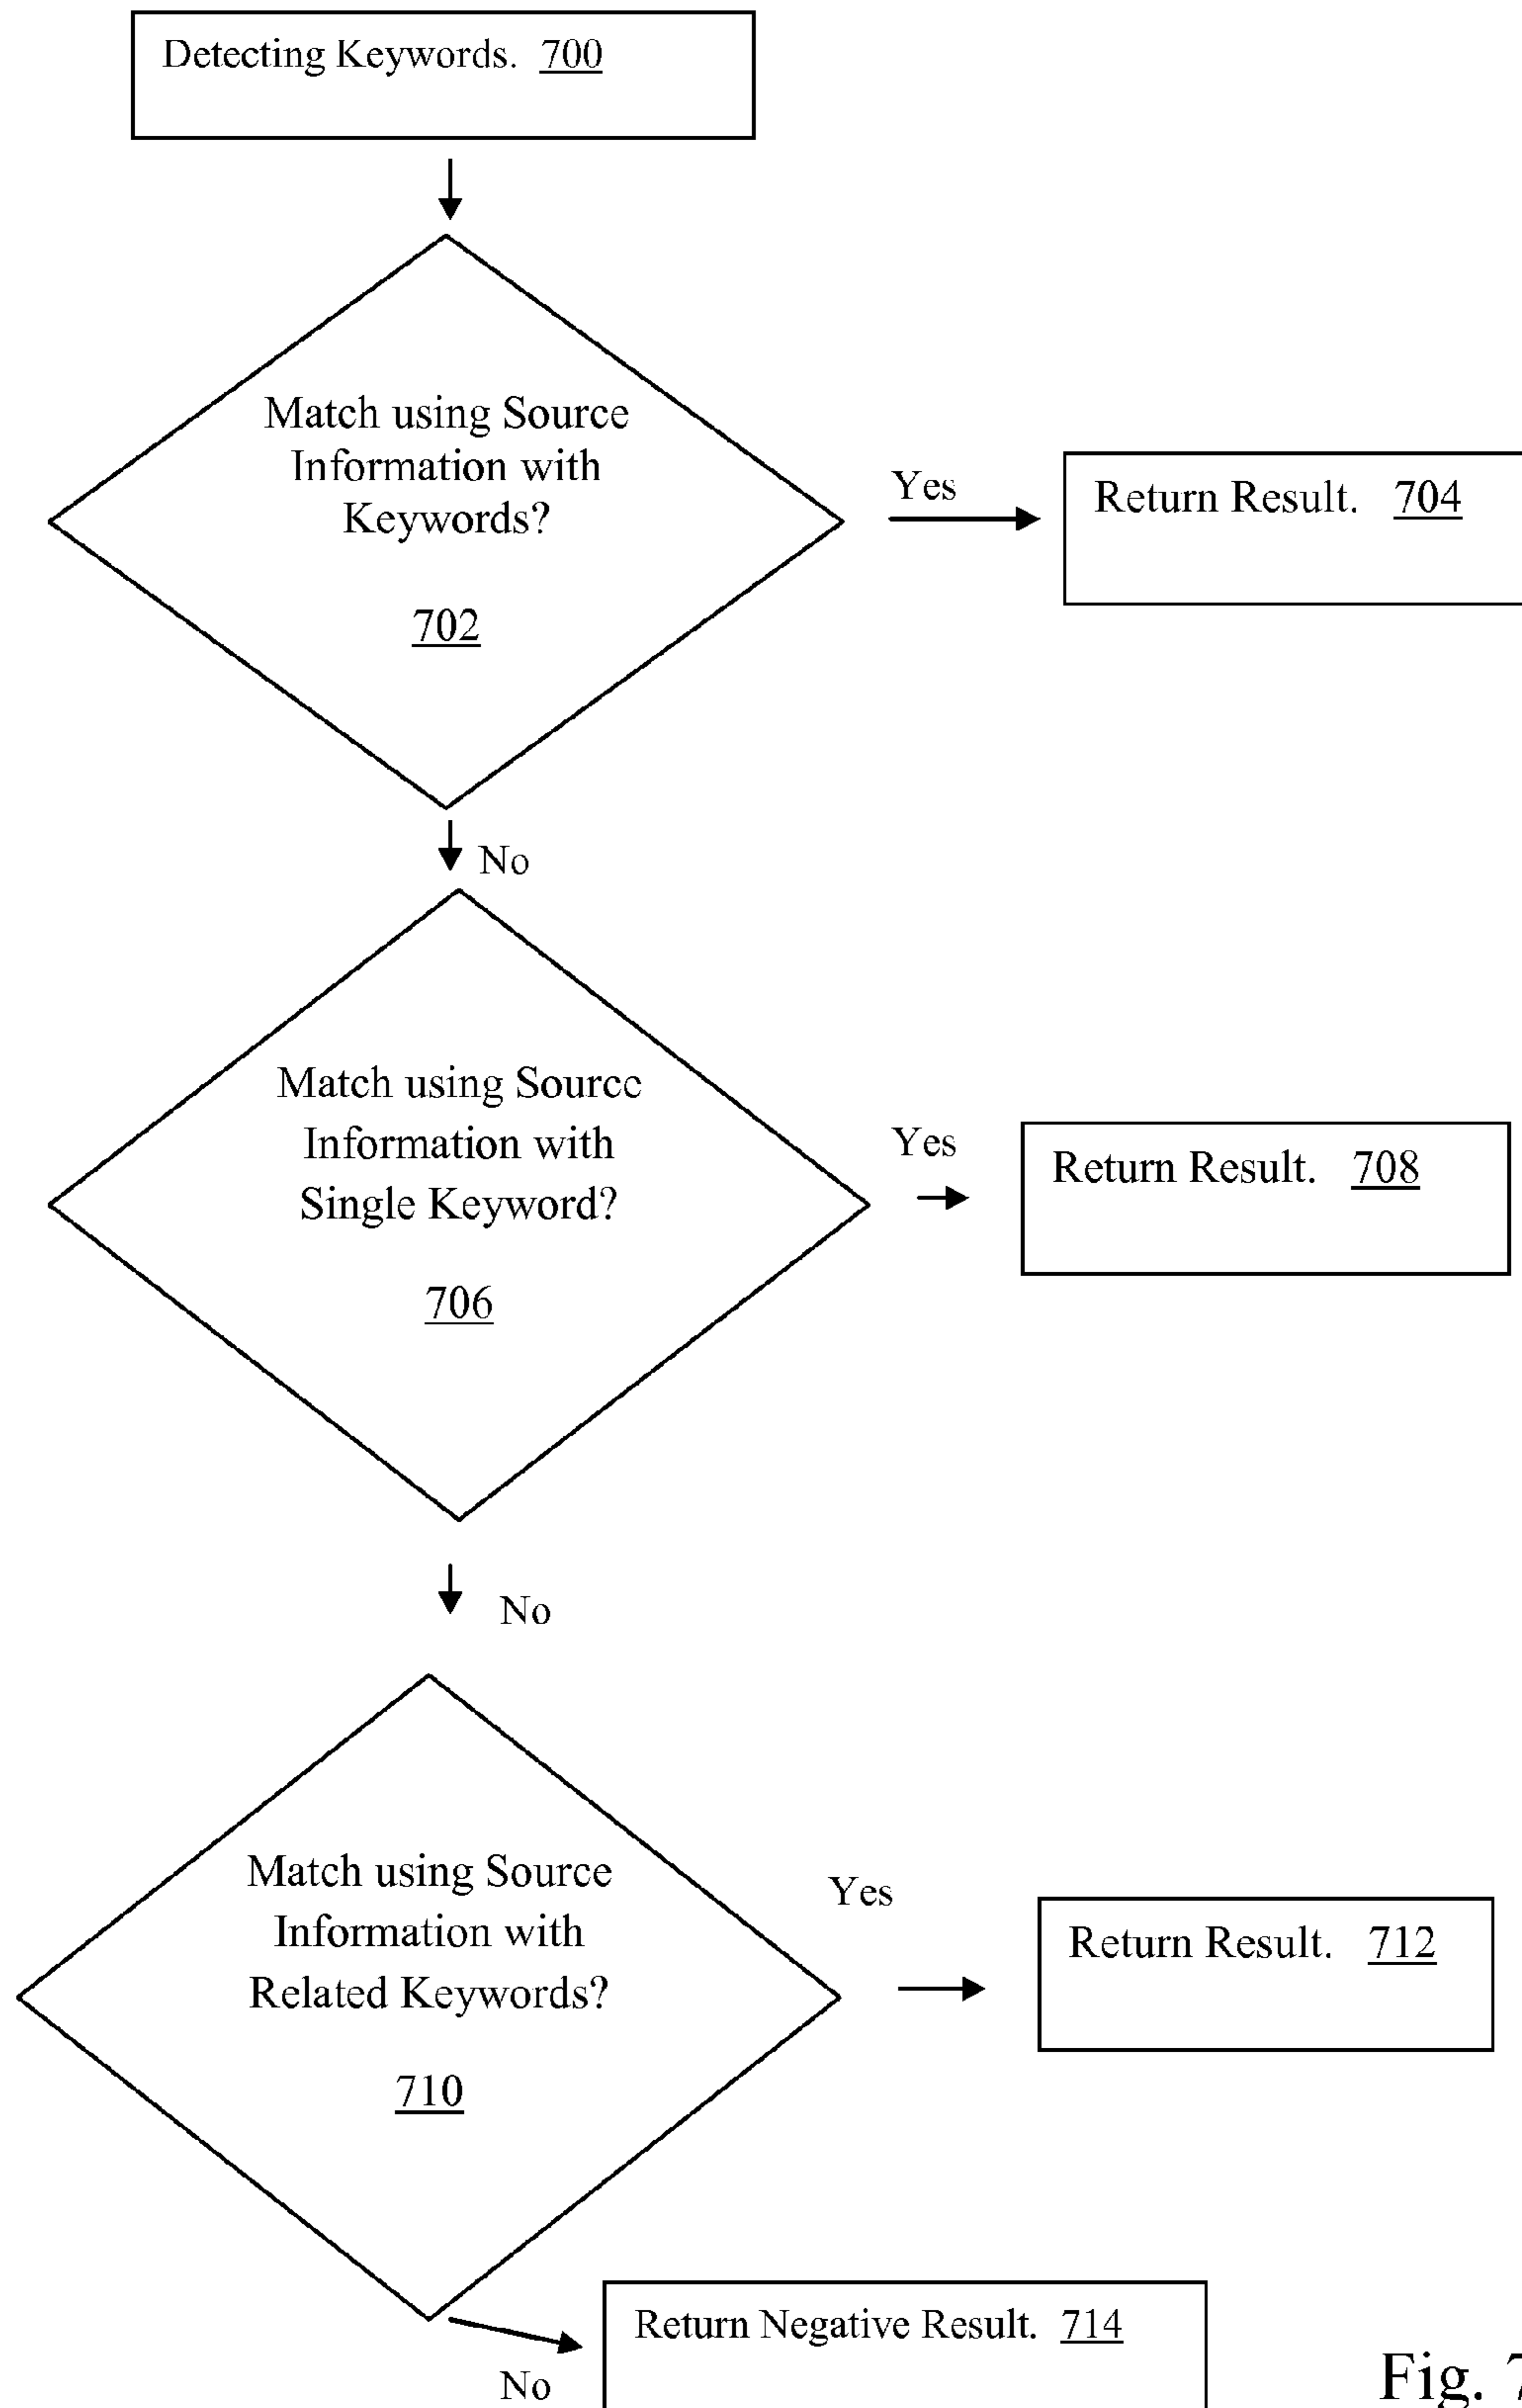 Detecting Keywords. 700
Match using Source
Information with
Keywords?
702
Yes
Return Result. 704
No
Match using Source
Information with
Single Keyword?
706
Yes
Return Result. 708
No
Match using Source
Information with
Related Keywords?
710
Yes
Return Result. 712
No
Return Negative Result. 714
Fig. 7